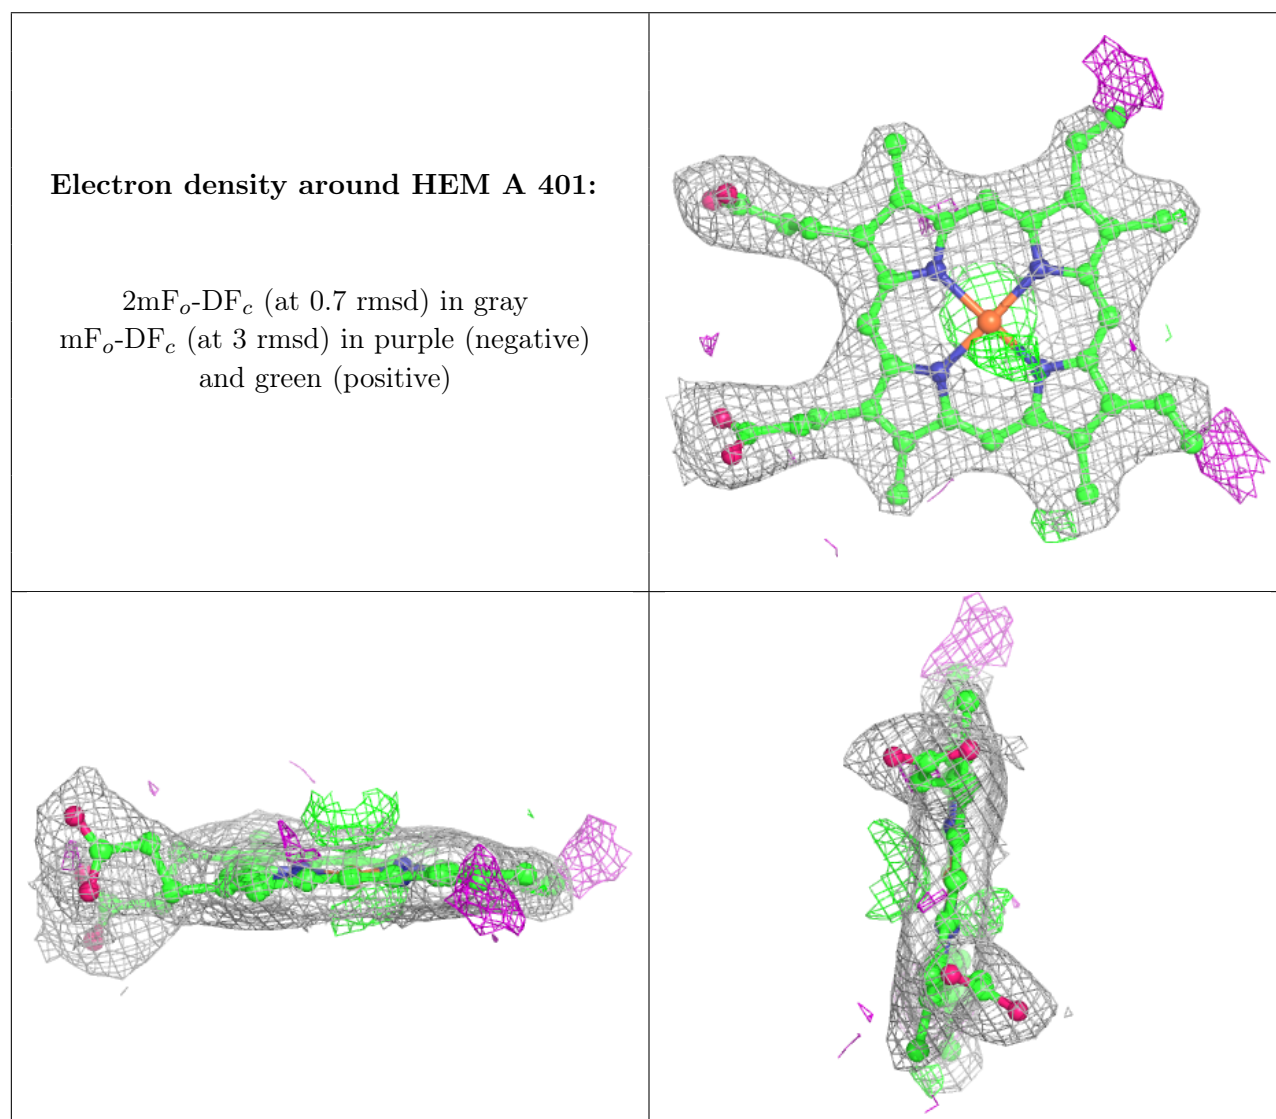 Electron density around HEM A 401:
2mFₒ-DF𝒸 (at 0.7 rmsd) in gray
mFₒ-DF𝒸 (at 3 rmsd) in purple (negative)
and green (positive)